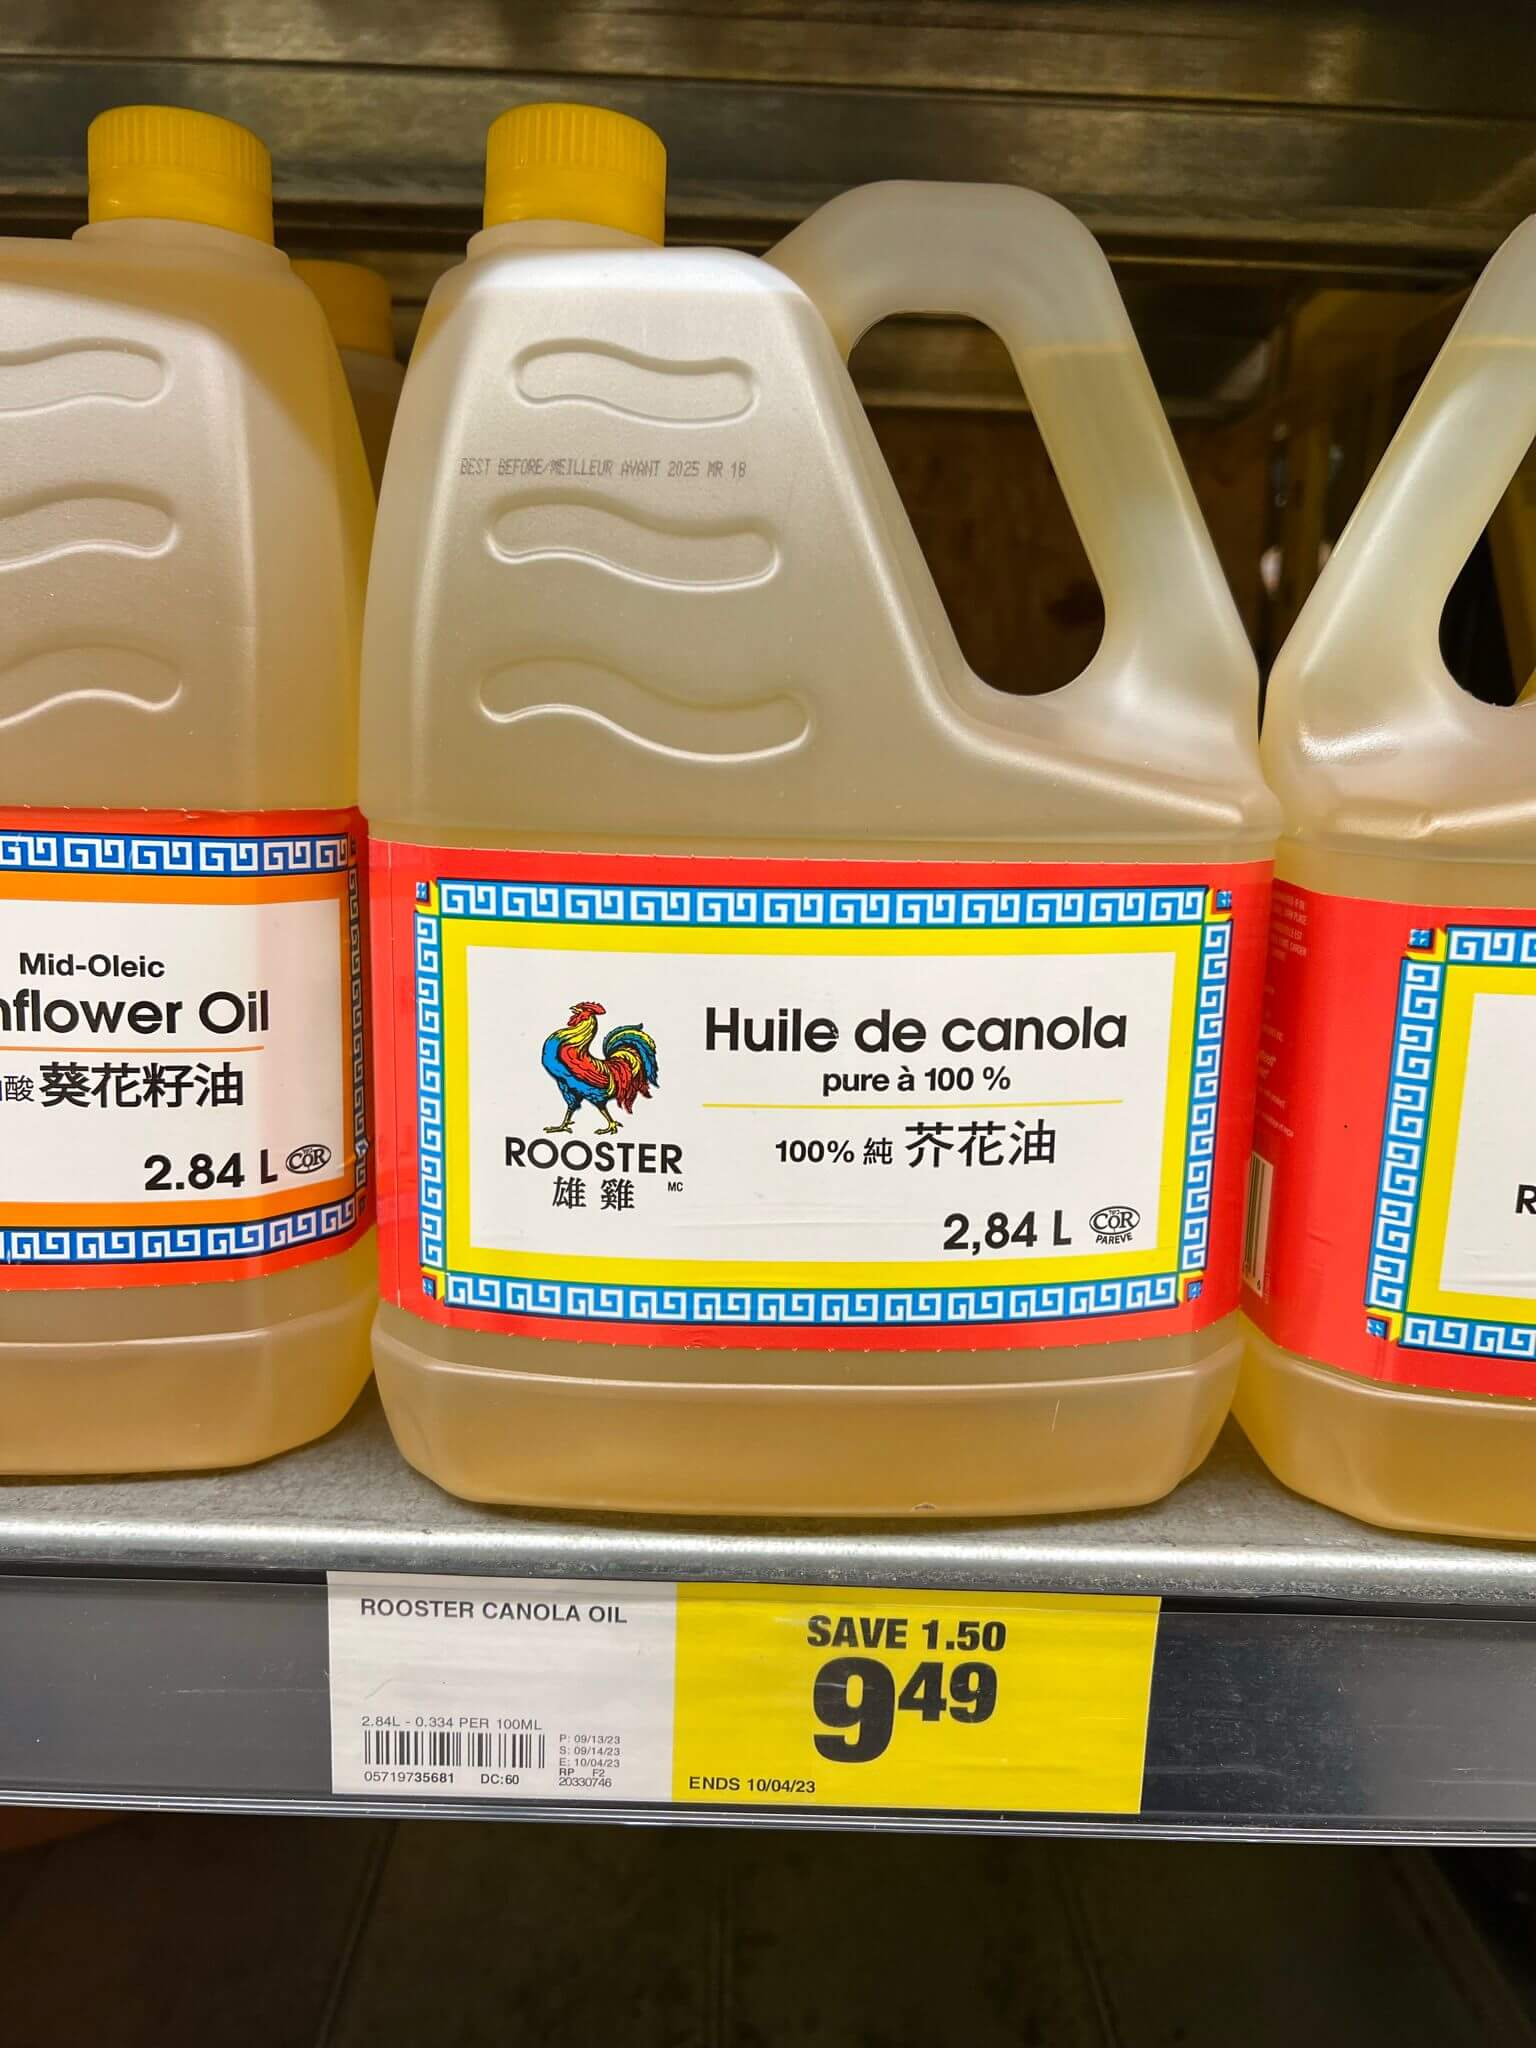 BEST BEFORE/MEILLEUR AVANT 2025 MR 18
Mid-Oleic
nflower Oil
酸 葵花籽油
2.84 L COR
Huile de canola
pure à 100 %
100% 純 芥花油
ROOSTER
MC
雄雞
2,84 L COR
PAREVE
R
ROOSTER CANOLA OIL
2.84L - 0.334 PER 100ML
P: 09/13/23
S: 09/14/23
E: 10/04/23
RP F2
05719735681 DC:60 20330746
SAVE 1.50
9 49
ENDS 10/04/23